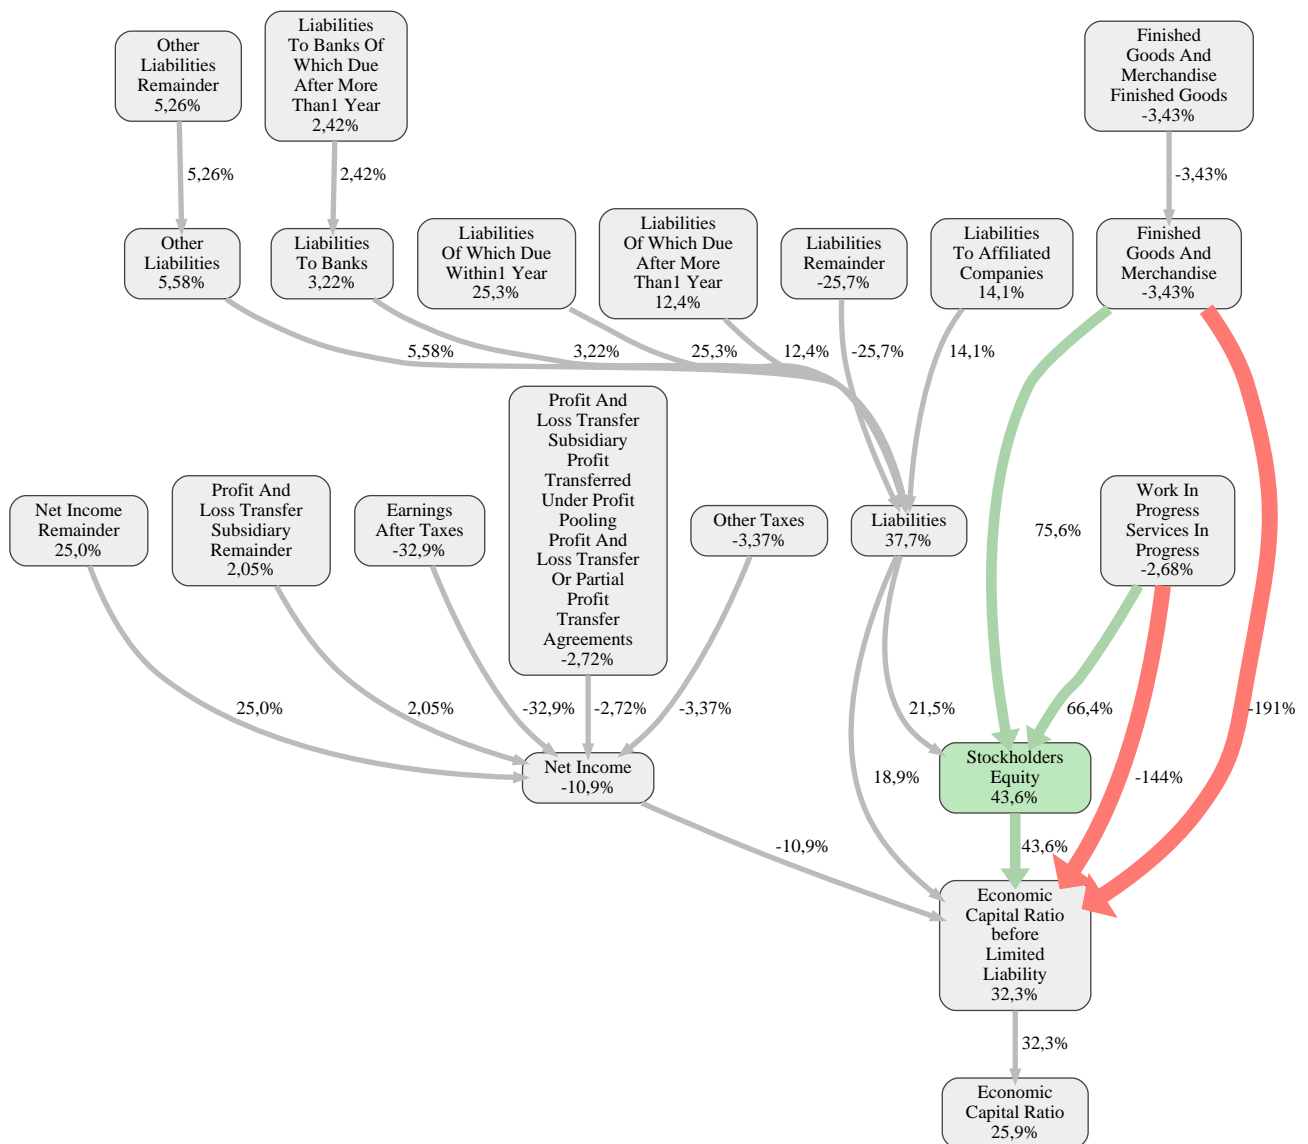 Other
Liabilities
Remainder
5,26%
Liabilities
To Banks Of
Which Due
After More
Than1 Year
2,42%
Finished
Goods And
Merchandise
Finished Goods
-3,43%
5,26%
2,42%
-3,43%
Other
Liabilities
5,58%
Liabilities
To Banks
3,22%
Liabilities
Of Which Due
Within1 Year
25,3%
Liabilities
Of Which Due
After More
Than1 Year
12,4%
Liabilities
Remainder
-25,7%
Liabilities
To Affiliated
Companies
14,1%
Finished
Goods And
Merchandise
-3,43%
5,58%
3,22%
25,3%
12,4%
-25,7%
14,1%
Net Income
Remainder
25,0%
Profit And
Loss Transfer
Subsidiary
Remainder
2,05%
Earnings
After Taxes
-32,9%
Profit And
Loss Transfer
Subsidiary
Profit
Transferred
Under Profit
Pooling
Profit And
Loss Transfer
Or Partial
Profit
Transfer
Agreements
-2,72%
Other Taxes
-3,37%
Liabilities
37,7%
75,6%
Work In
Progress
Services In
Progress
-2,68%
25,0%
2,05%
-32,9%
-2,72%
-3,37%
21,5%
66,4%
-191%
Net Income
-10,9%
18,9%
Stockholders
Equity
43,6%
-144%
-10,9%
43,6%
Economic
Capital Ratio
before
Limited
Liability
32,3%
32,3%
Economic
Capital Ratio
25,9%